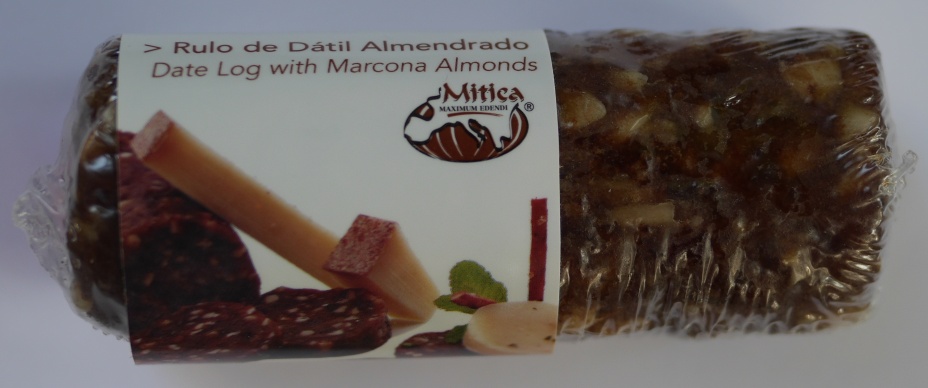 > Rulo de Dátil Almendrado
Date Log with Marcona Almonds
Mitica
MAXIMUM EDENDI
®